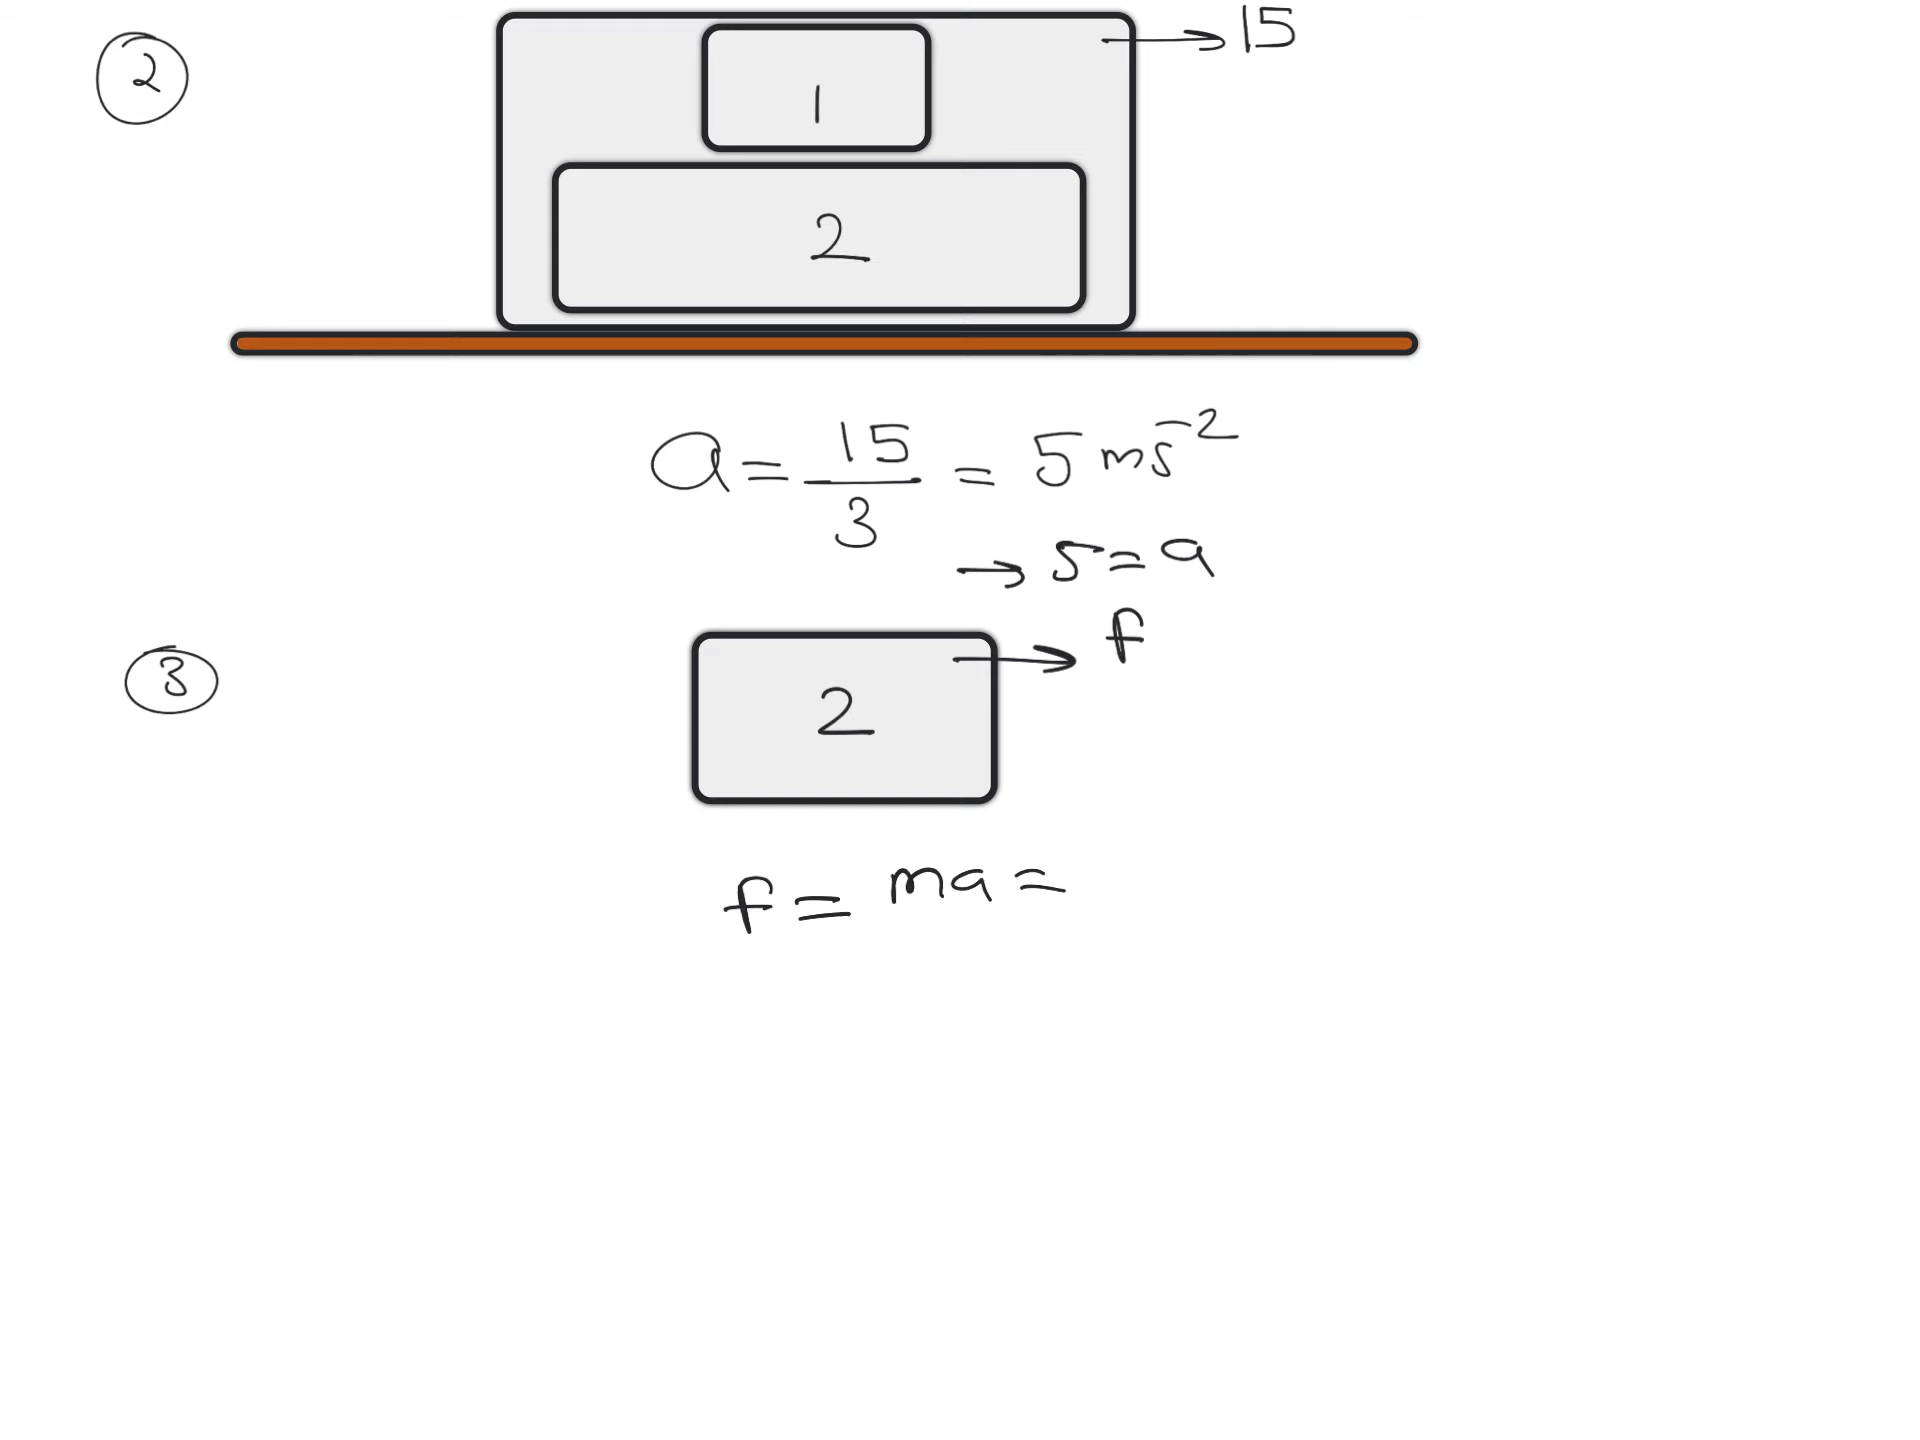 ② → 15
1
2
a = 15/3 = 5 ms⁻²
→ 5 = a
③ → f
2
f = ma =